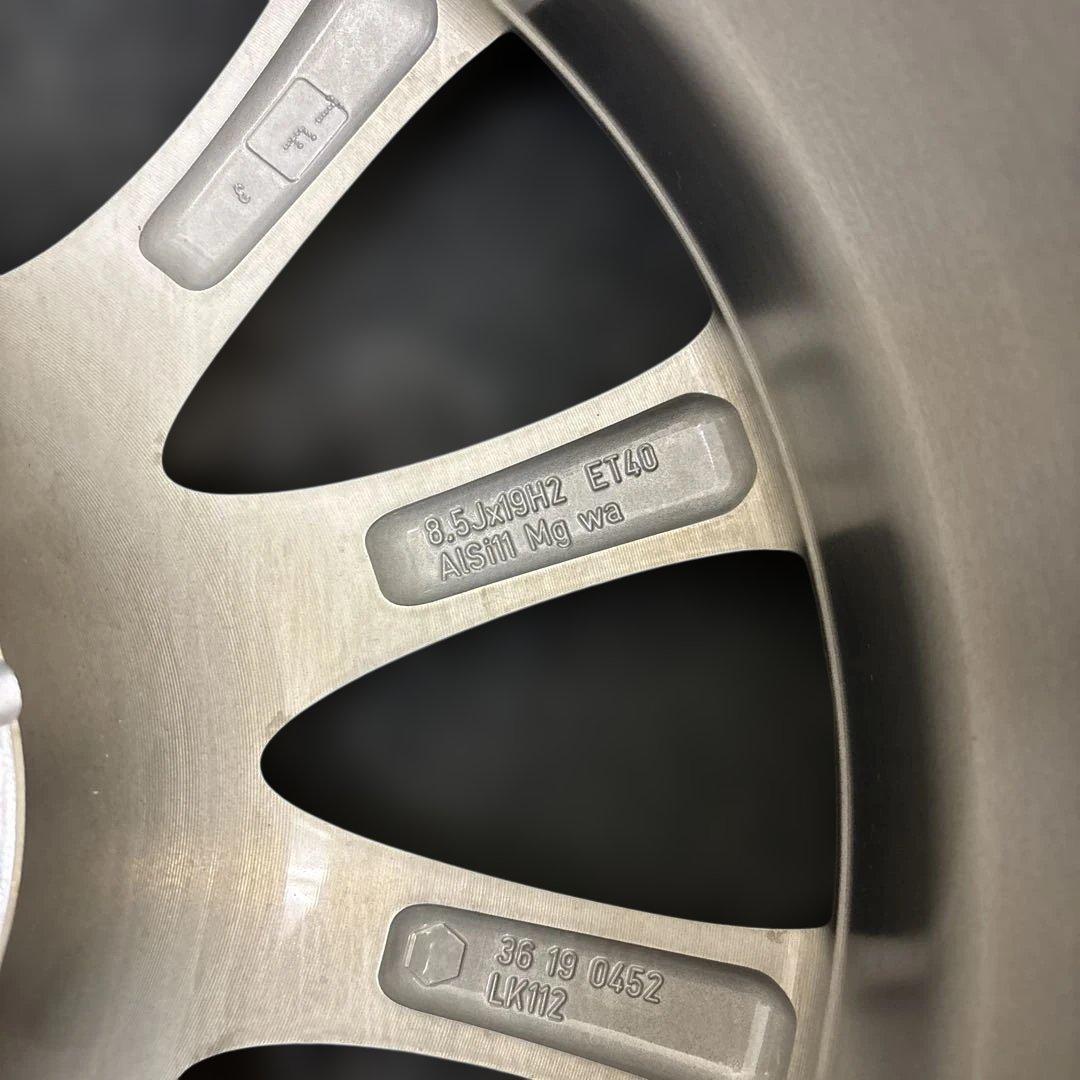 8.5Jx19H2 ET40
AlSi11 Mg wa
36 19 0452
LK112